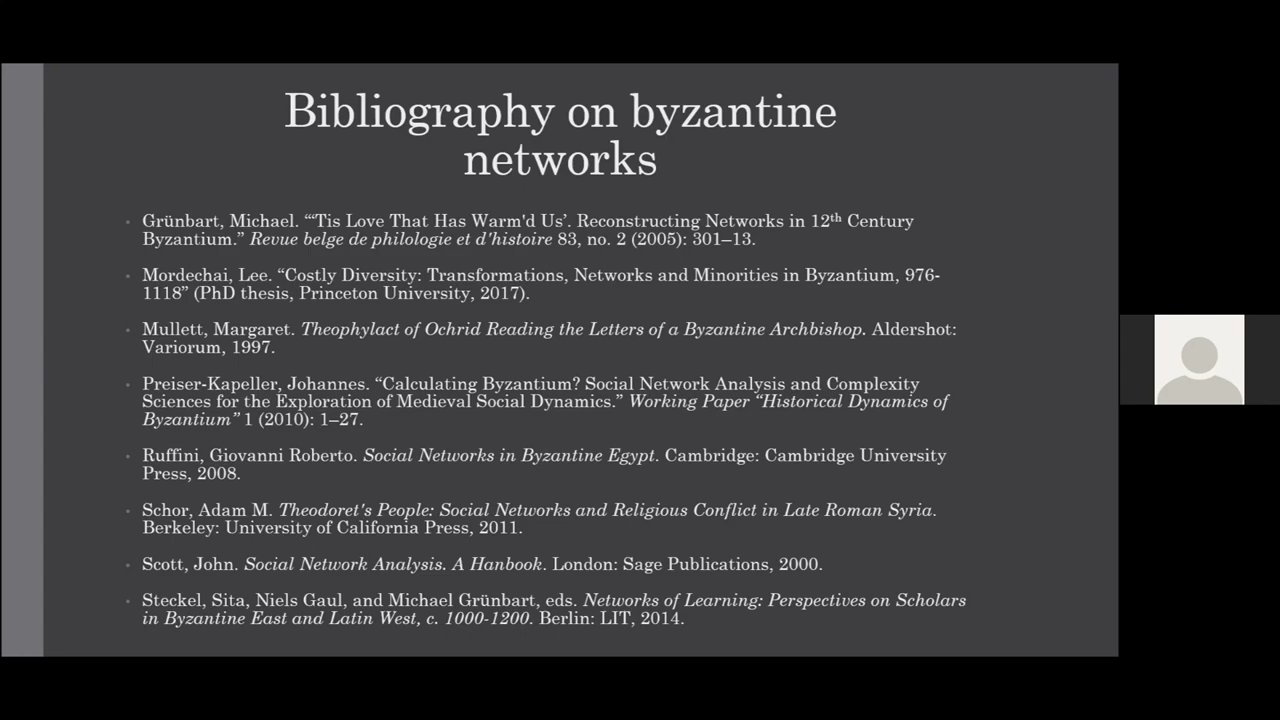 Bibliography on byzantine
networks
• Grünbart, Michael. “‘Tis Love That Has Warm'd Us’. Reconstructing Networks in 12th Century
Byzantium.” Revue belge de philologie et d’histoire 83, no. 2 (2005): 301–13.
• Mordechai, Lee. “Costly Diversity: Transformations, Networks and Minorities in Byzantium, 976-
1118” (PhD thesis, Princeton University, 2017).
• Mullett, Margaret. Theophylact of Ochrid Reading the Letters of a Byzantine Archbishop. Aldershot:
Variorum, 1997.
• Preiser-Kapeller, Johannes. “Calculating Byzantium? Social Network Analysis and Complexity
Sciences for the Exploration of Medieval Social Dynamics.” Working Paper “Historical Dynamics of
Byzantium” 1 (2010): 1–27.
• Ruffini, Giovanni Roberto. Social Networks in Byzantine Egypt. Cambridge: Cambridge University
Press, 2008.
• Schor, Adam M. Theodoret's People: Social Networks and Religious Conflict in Late Roman Syria.
Berkeley: University of California Press, 2011.
• Scott, John. Social Network Analysis. A Hanbook. London: Sage Publications, 2000.
• Steckel, Sita, Niels Gaul, and Michael Grünbart, eds. Networks of Learning: Perspectives on Scholars
in Byzantine East and Latin West, c. 1000-1200. Berlin: LIT, 2014.